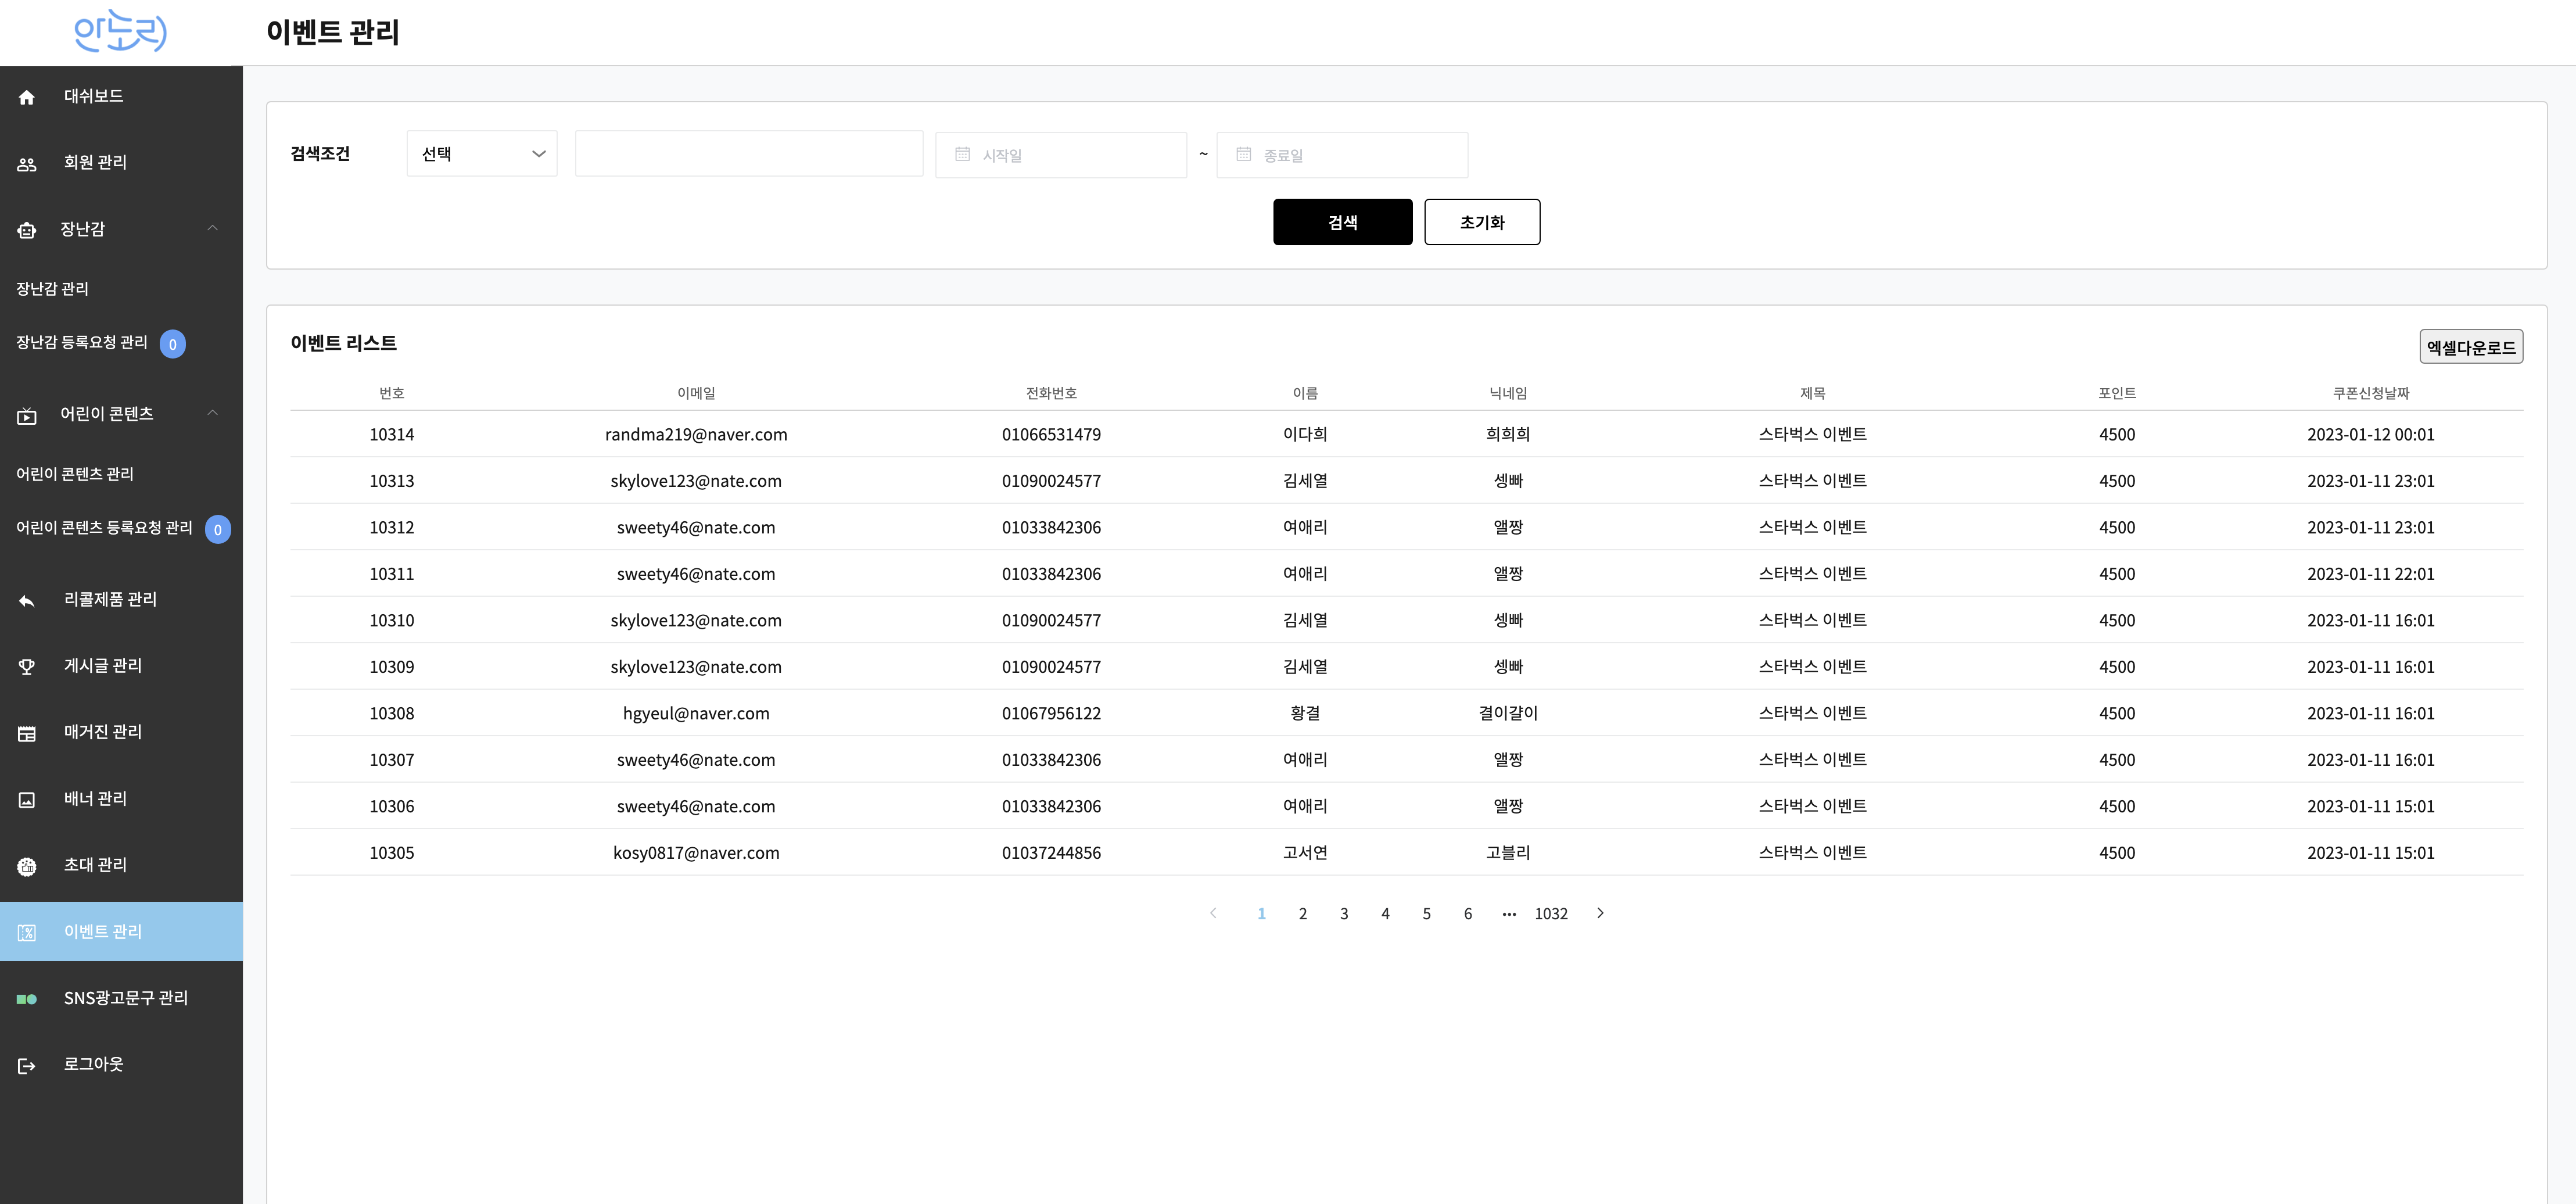 안노리
이벤트 관리
대쉬보드
회원 관리
장난감
장난감 관리
장난감 등록요청 관리 0
어린이 콘텐츠
어린이 콘텐츠 관리
어린이 콘텐츠 등록요청 관리 0
리콜제품 관리
게시글 관리
매거진 관리
배너 관리
초대 관리
이벤트 관리
SNS광고문구 관리
로그아웃
검색조건 선택 시작일 ~ 종료일
검색 초기화
이벤트 리스트 엑셀다운로드
번호 이메일 전화번호 이름 닉네임 제목 포인트 쿠폰신청날짜
10314 randma219@naver.com 01066531479 이다희 희희희 스타벅스 이벤트 4500 2023-01-12 00:01
10313 skylove123@nate.com 01090024577 김세열 셍빠 스타벅스 이벤트 4500 2023-01-11 23:01
10312 sweety46@nate.com 01033842306 여애리 앨짱 스타벅스 이벤트 4500 2023-01-11 23:01
10311 sweety46@nate.com 01033842306 여애리 앨짱 스타벅스 이벤트 4500 2023-01-11 22:01
10310 skylove123@nate.com 01090024577 김세열 셍빠 스타벅스 이벤트 4500 2023-01-11 16:01
10309 skylove123@nate.com 01090024577 김세열 셍빠 스타벅스 이벤트 4500 2023-01-11 16:01
10308 hgyeul@naver.com 01067956122 황결 결이걀이 스타벅스 이벤트 4500 2023-01-11 16:01
10307 sweety46@nate.com 01033842306 여애리 앨짱 스타벅스 이벤트 4500 2023-01-11 16:01
10306 sweety46@nate.com 01033842306 여애리 앨짱 스타벅스 이벤트 4500 2023-01-11 15:01
10305 kosy0817@naver.com 01037244856 고서연 고블리 스타벅스 이벤트 4500 2023-01-11 15:01
1 2 3 4 5 6 ••• 1032